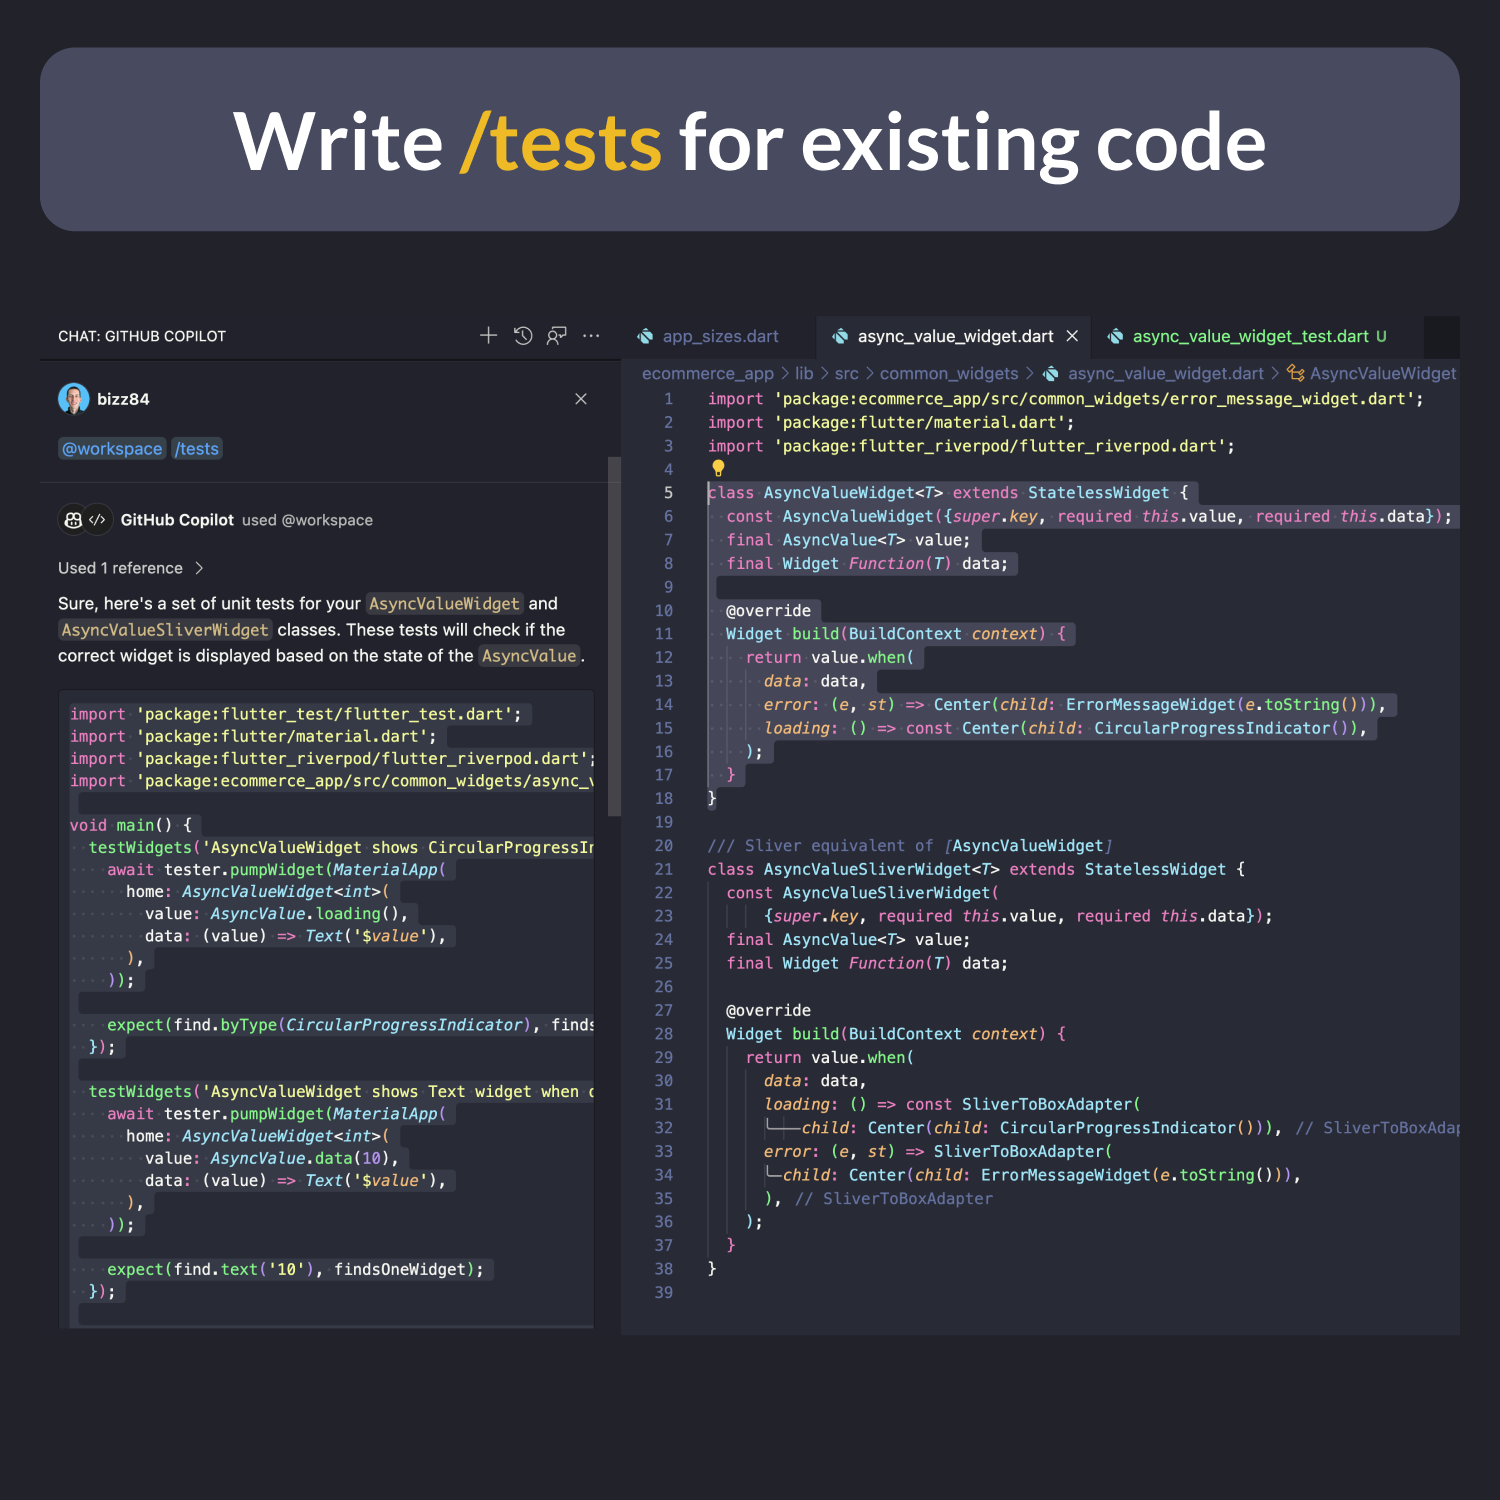 Write /tests for existing code
CHAT: GITHUB COPILOT
bizz84
@workspace /tests
GitHub Copilot used @workspace
Used 1 reference
Sure, here's a set of unit tests for your AsyncValueWidget and
AsyncValueSliverWidget classes. These tests will check if the
correct widget is displayed based on the state of the AsyncValue.
import 'package:flutter_test/flutter_test.dart';
import 'package:flutter/material.dart';
import 'package:flutter_riverpod/flutter_riverpod.dart';
import 'package:ecommerce_app/src/common_widgets/async_v
void main() {
testWidgets('AsyncValueWidget shows CircularProgressIn
await tester.pumpWidget(MaterialApp(
home: AsyncValueWidget<int>(
value: AsyncValue.loading(),
data: (value) => Text('$value'),
),
));
expect(find.byType(CircularProgressIndicator), finds
});
testWidgets('AsyncValueWidget shows Text widget when d
await tester.pumpWidget(MaterialApp(
home: AsyncValueWidget<int>(
value: AsyncValue.data(10),
data: (value) => Text('$value'),
),
));
expect(find.text('10'), findsOneWidget);
});
app_sizes.dart async_value_widget.dart async_value_widget_test.dart U
ecommerce_app > lib > src > common_widgets > async_value_widget.dart > AsyncValueWidget
1 import 'package:ecommerce_app/src/common_widgets/error_message_widget.dart';
2 import 'package:flutter/material.dart';
3 import 'package:flutter_riverpod/flutter_riverpod.dart';
4
5 class AsyncValueWidget<T> extends StatelessWidget {
6 const AsyncValueWidget({super.key, required this.value, required this.data});
7 final AsyncValue<T> value;
8 final Widget Function(T) data;
9
10 @override
11 Widget build(BuildContext context) {
12 return value.when(
13 data: data,
14 error: (e, st) => Center(child: ErrorMessageWidget(e.toString())),
15 loading: () => const Center(child: CircularProgressIndicator()),
16 );
17 }
18 }
19
20 /// Sliver equivalent of [AsyncValueWidget]
21 class AsyncValueSliverWidget<T> extends StatelessWidget {
22 const AsyncValueSliverWidget(
23 {super.key, required this.value, required this.data});
24 final AsyncValue<T> value;
25 final Widget Function(T) data;
26
27 @override
28 Widget build(BuildContext context) {
29 return value.when(
30 data: data,
31 loading: () => const SliverToBoxAdapter(
32 child: Center(child: CircularProgressIndicator())), // SliverToBoxAdap
33 error: (e, st) => SliverToBoxAdapter(
34 child: Center(child: ErrorMessageWidget(e.toString())),
35 ), // SliverToBoxAdapter
36 );
37 }
38 }
39